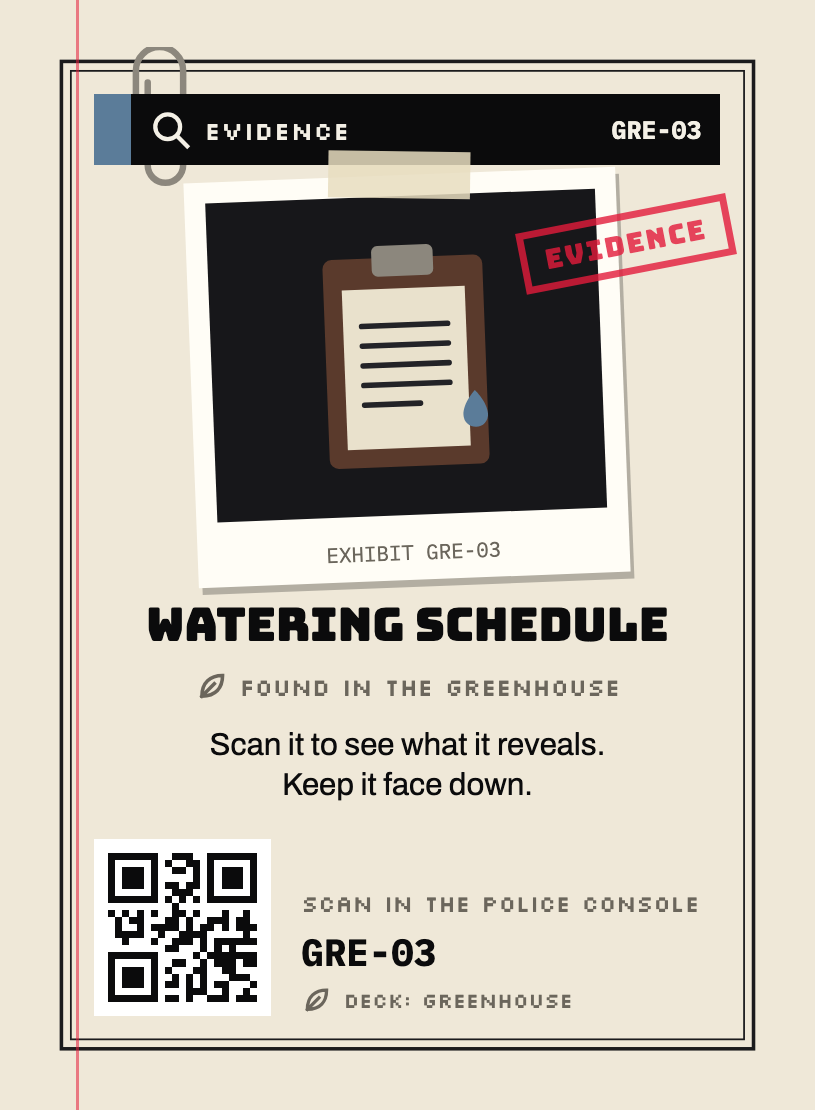 EVIDENCE
GRE-03
EVIDENCE
EXHIBIT GRE-03
WATERING SCHEDULE
FOUND IN THE GREENHOUSE
Scan it to see what it reveals.
Keep it face down.
SCAN IN THE POLICE CONSOLE
GRE-03
DECK: GREENHOUSE